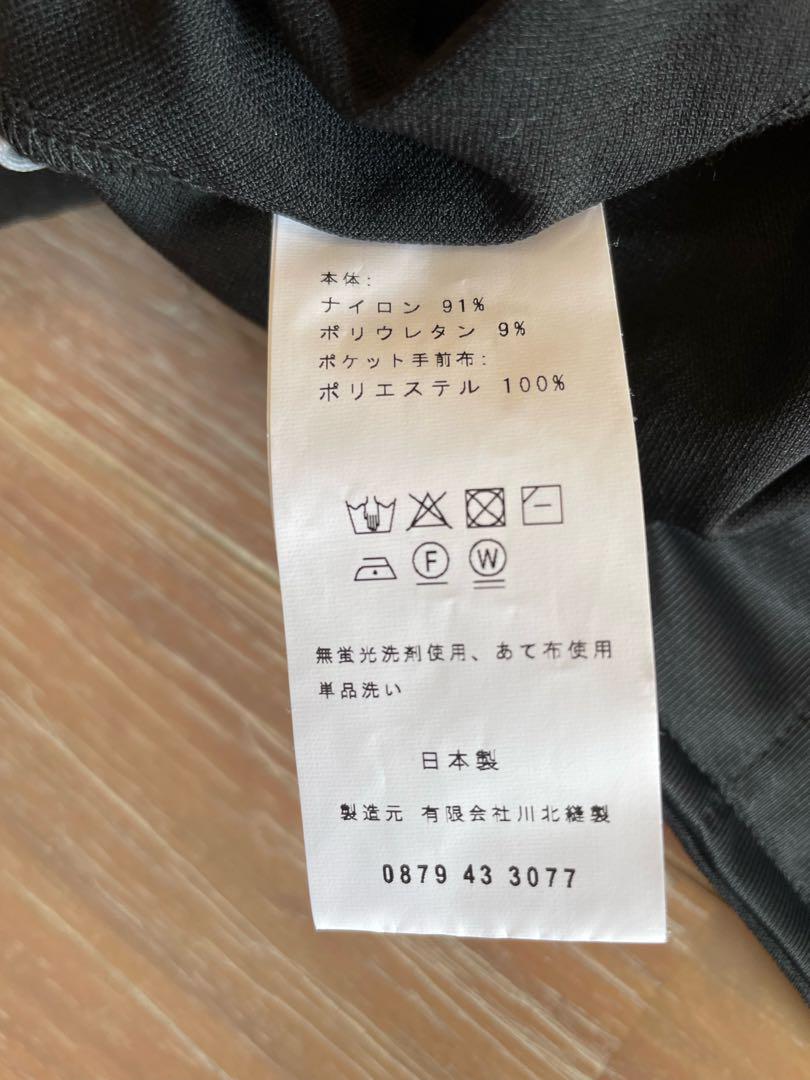 本体:
ナイロン 91%
ポリウレタン 9%
ポケット手前布:
ポリエステル 100%
F W
無蛍光洗剤使用、あて布使用
単品洗い
日本製
製造元 有限会社川北縫製
0879 43 3077